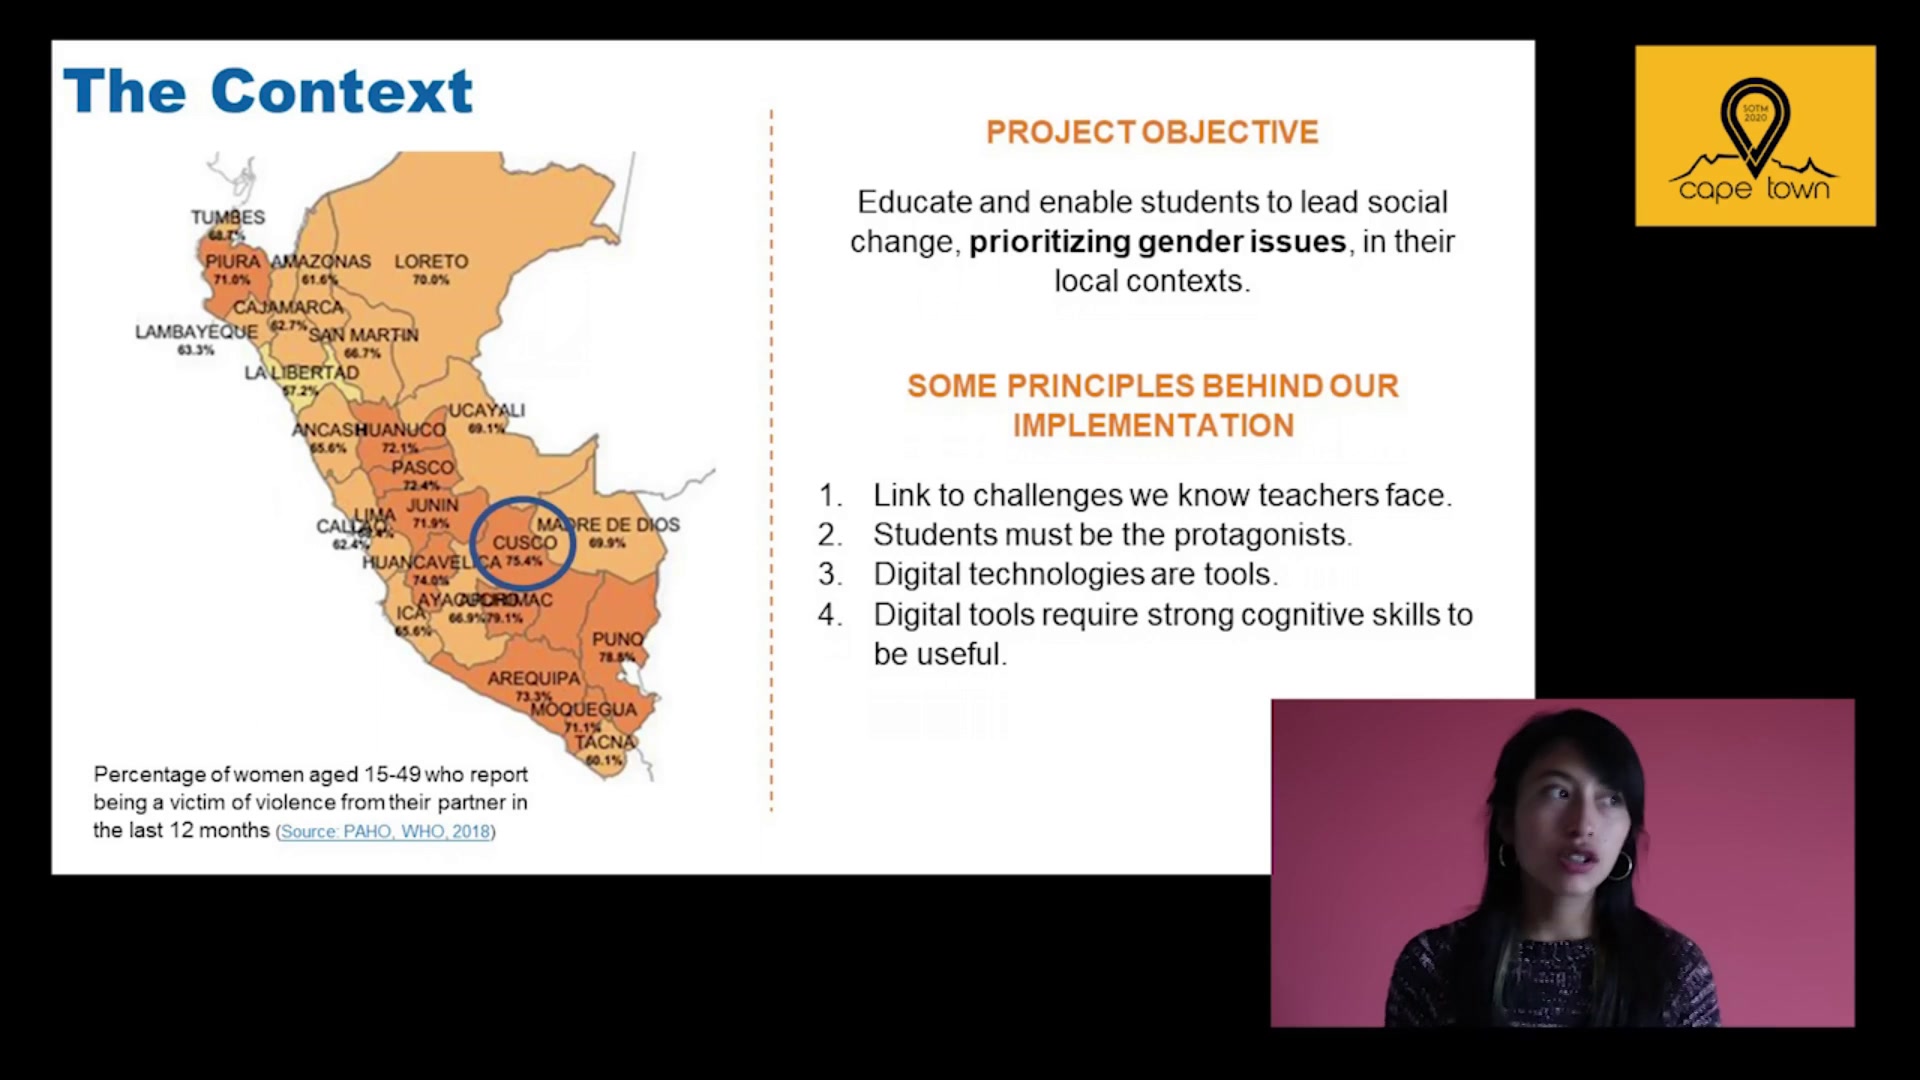 The Context
TUMBES
68.7%
PIURA
71.0%
AMAZONAS
61.6%
LORETO
70.0%
CAJAMARCA
62.7%
LAMBAYEQUE
63.3%
SAN MARTIN
66.7%
LA LIBERTAD
57.2%
UCAYALI
69.1%
ANCASH
65.6%
HUANUCO
72.1%
PASCO
72.4%
JUNIN
71.9%
LIMA
CALLAO
62.4%
CUSCO
75.4%
MADRE DE DIOS
69.9%
HUANCAVELICA
74.0%
66.9%
79.1%
ICA
65.6%
PUNO
78.8%
AREQUIPA
73.3%
MOQUEGUA
71.1%
TACNA
60.1%
Percentage of women aged 15-49 who report
being a victim of violence from their partner in
the last 12 months (Source: PAHO, WHO, 2018)
PROJECT OBJECTIVE
Educate and enable students to lead social
change, prioritizing gender issues, in their
local contexts.
SOME PRINCIPLES BEHIND OUR
IMPLEMENTATION
1. Link to challenges we know teachers face.
2. Students must be the protagonists.
3. Digital technologies are tools.
4. Digital tools require strong cognitive skills to
be useful.
SOTM
2020
cape town